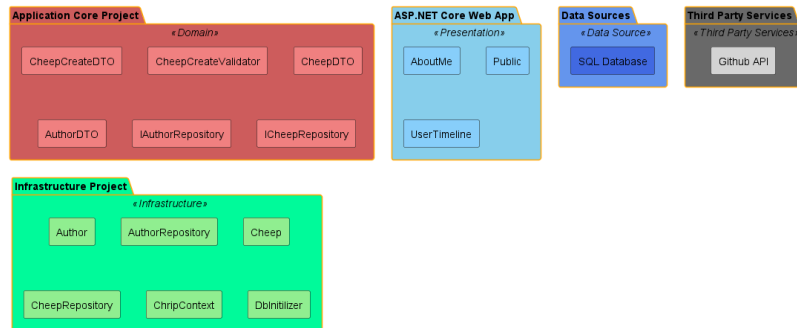 Application Core Project
«Domain»
CheepCreateDTO
CheepCreateValidator
CheepDTO
AuthorDTO
IAuthorRepository
ICheepRepository
ASP.NET Core Web App
«Presentation»
AboutMe
Public
UserTimeline
Data Sources
«Data Source»
SQL Database
Third Party Services
«Third Party Services»
Github API
Infrastructure Project
«Infrastructure»
Author
AuthorRepository
Cheep
CheepRepository
ChripContext
DbInitilizer